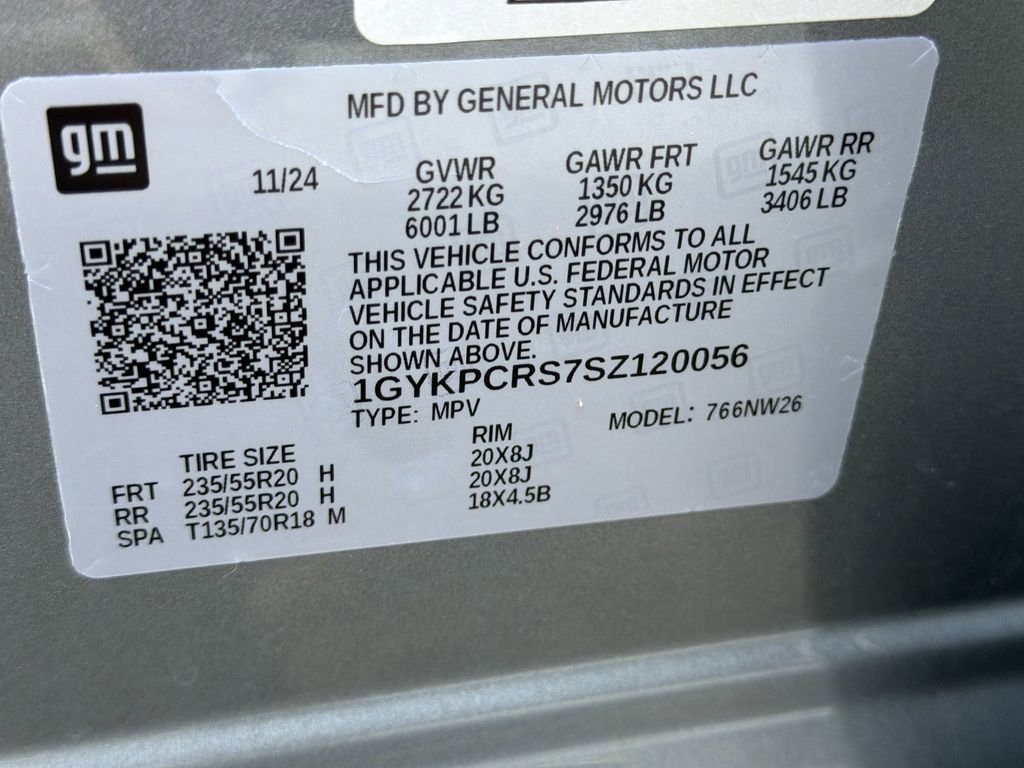 MFD BY GENERAL MOTORS LLC
gm
11/24 GVWR GAWR FRT GAWR RR
2722 KG 1350 KG 1545 KG
6001 LB 2976 LB 3406 LB
THIS VEHICLE CONFORMS TO ALL
APPLICABLE U.S. FEDERAL MOTOR
VEHICLE SAFETY STANDARDS IN EFFECT
ON THE DATE OF MANUFACTURE
SHOWN ABOVE.
1GYKPCRS7SZ120056
TYPE: MPV MODEL: 766NW26
TIRE SIZE RIM
FRT 235/55R20 H 20X8J
RR 235/55R20 H 20X8J
SPA T135/70R18 M 18X4.5B